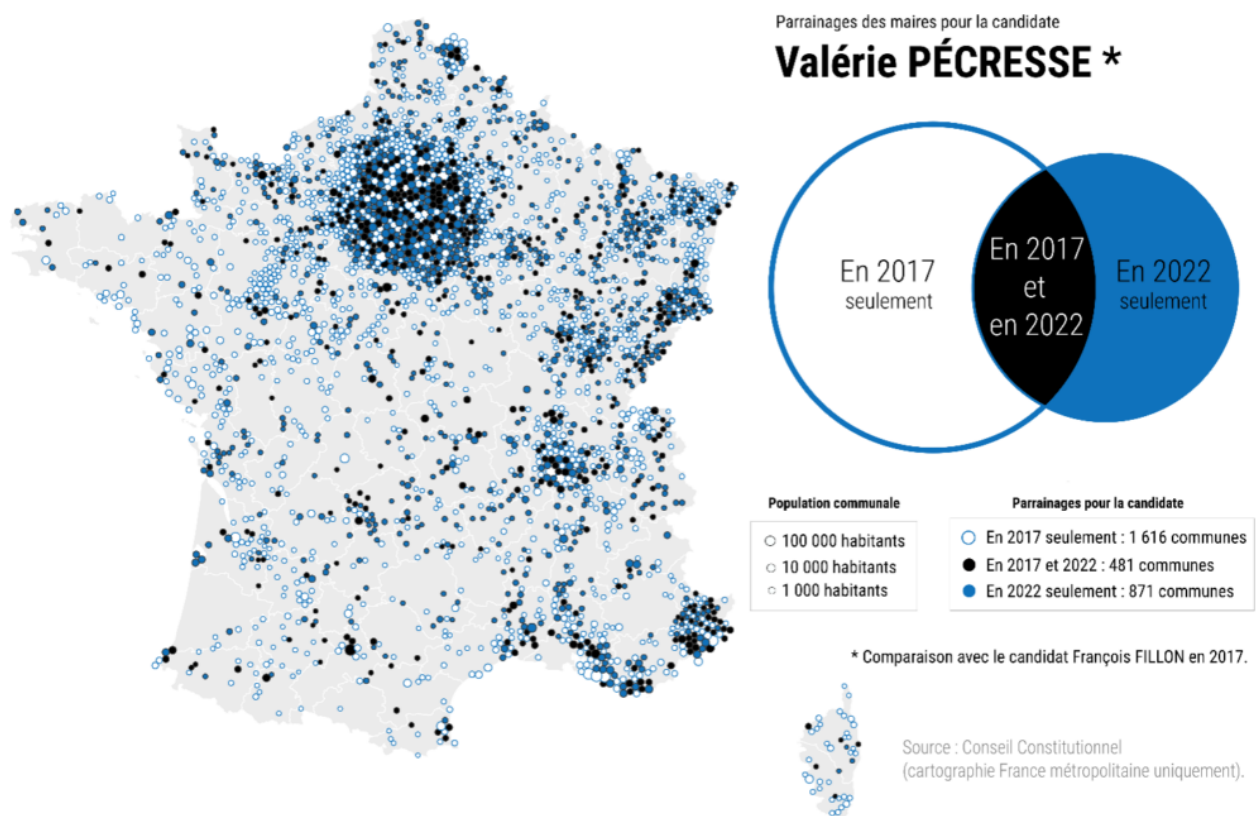 Parrainages des maires pour la candidate
Valérie PÉCRESSE *
En 2017
seulement
En 2017
et
en 2022
En 2022
seulement
Population communale
100 000 habitants
10 000 habitants
1 000 habitants
Parrainages pour la candidate
En 2017 seulement : 1 616 communes
En 2017 et 2022 : 481 communes
En 2022 seulement : 871 communes
* Comparaison avec le candidat François FILLON en 2017.
Source : Conseil Constitutionnel
(cartographie France métropolitaine uniquement).